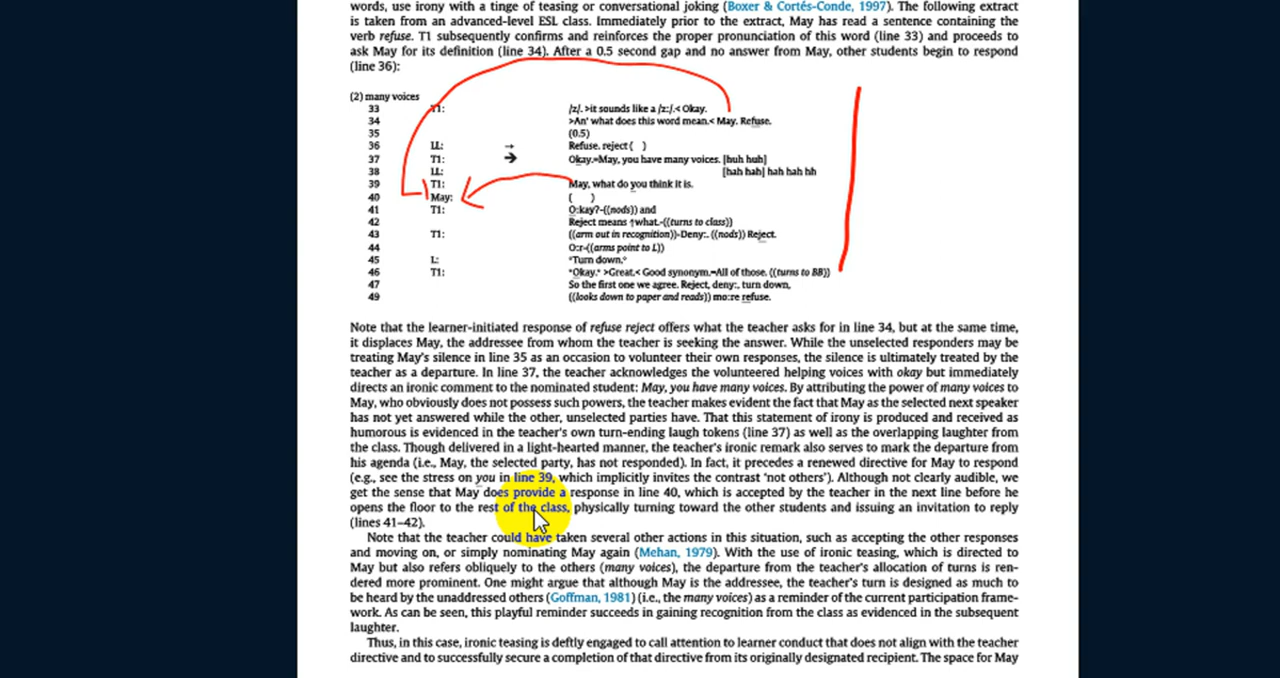 words, use irony with a tinge of teasing or conversational joking (Boxer & Cortés-Conde, 1997). The following extract
is taken from an advanced-level ESL class. Immediately prior to the extract, May has read a sentence containing the
verb refuse. T1 subsequently confirms and reinforces the proper pronunciation of this word (line 33) and proceeds to
ask May for its definition (line 34). After a 0.5 second gap and no answer from May, other students begin to respond
(line 36):
(2) many voices
33 T1: /z/. >it sounds like a /z:/.< Okay.
34 >An' what does this word mean.< May. Refuse.
35 (0.5)
36 LL: → Refuse. reject ( )
37 T1: → Okay.=May, you have many voices. [huh huh]
38 LL: [hah hah] hah hah hh
39 T1: May, what do you think it is.
40 May: ( )
41 T1: O:kay?-((nods)) and
42 Reject means ↑what.-((turns to class))
43 T1: ((arm out in recognition))-Deny:. ((nods)) Reject.
44 O:r-((arms point to L))
45 L: °Turn down.°
46 T1: °Okay.° >Great.< Good synonym.=All of those. ((turns to BB))
47 So the first one we agree. Reject, deny:, turn down,
49 ((looks down to paper and reads)) mo:re refuse.
Note that the learner-initiated response of refuse reject offers what the teacher asks for in line 34, but at the same time,
it displaces May, the addressee from whom the teacher is seeking the answer. While the unselected responders may be
treating May's silence in line 35 as an occasion to volunteer their own responses, the silence is ultimately treated by the
teacher as a departure. In line 37, the teacher acknowledges the volunteered helping voices with okay but immediately
directs an ironic comment to the nominated student: May, you have many voices. By attributing the power of many voices to
May, who obviously does not possess such powers, the teacher makes evident the fact that May as the selected next speaker
has not yet answered while the other, unselected parties have. That this statement of irony is produced and received as
humorous is evidenced in the teacher's own turn-ending laugh tokens (line 37) as well as the overlapping laughter from
the class. Though delivered in a light-hearted manner, the teacher's ironic remark also serves to mark the departure from
his agenda (i.e., May, the selected party, has not responded). In fact, it precedes a renewed directive for May to respond
(e.g., see the stress on you in line 39, which implicitly invites the contrast "not others"). Although not clearly audible, we
get the sense that May does provide a response in line 40, which is accepted by the teacher in the next line before he
opens the floor to the rest of the class, physically turning toward the other students and issuing an invitation to reply
(lines 41–42).
Note that the teacher could have taken several other actions in this situation, such as accepting the other responses
and moving on, or simply nominating May again (Mehan, 1979). With the use of ironic teasing, which is directed to
May but also refers obliquely to the others (many voices), the departure from the teacher's allocation of turns is ren-
dered more prominent. One might argue that although May is the addressee, the teacher's turn is designed as much to
be heard by the unaddressed others (Goffman, 1981) (i.e., the many voices) as a reminder of the current participation frame-
work. As can be seen, this playful reminder succeeds in gaining recognition from the class as evidenced in the subsequent
laughter.
Thus, in this case, ironic teasing is deftly engaged to call attention to learner conduct that does not align with the teacher
directive and to successfully secure a completion of that directive from its originally designated recipient. The space for May